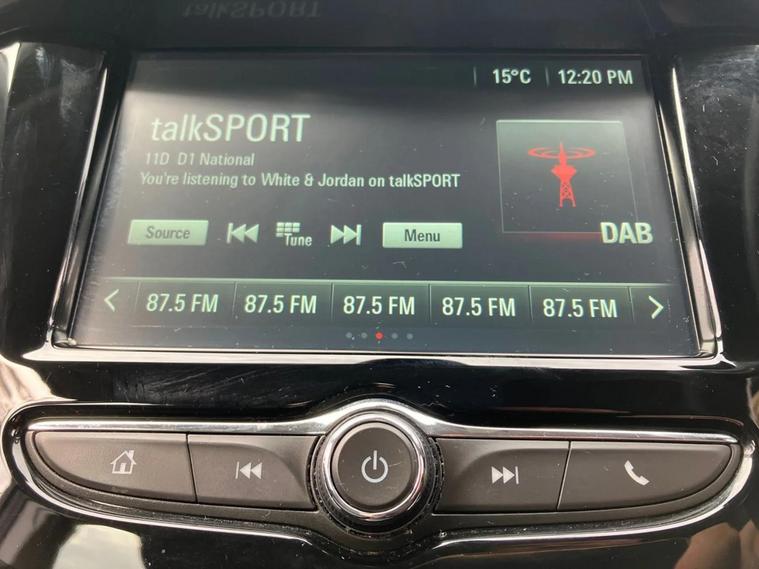 15°C 12:20 PM
talkSPORT
11D D1 National
You're listening to White & Jordan on talkSPORT
DAB
Source Tune Menu
87.5 FM 87.5 FM 87.5 FM 87.5 FM 87.5 FM